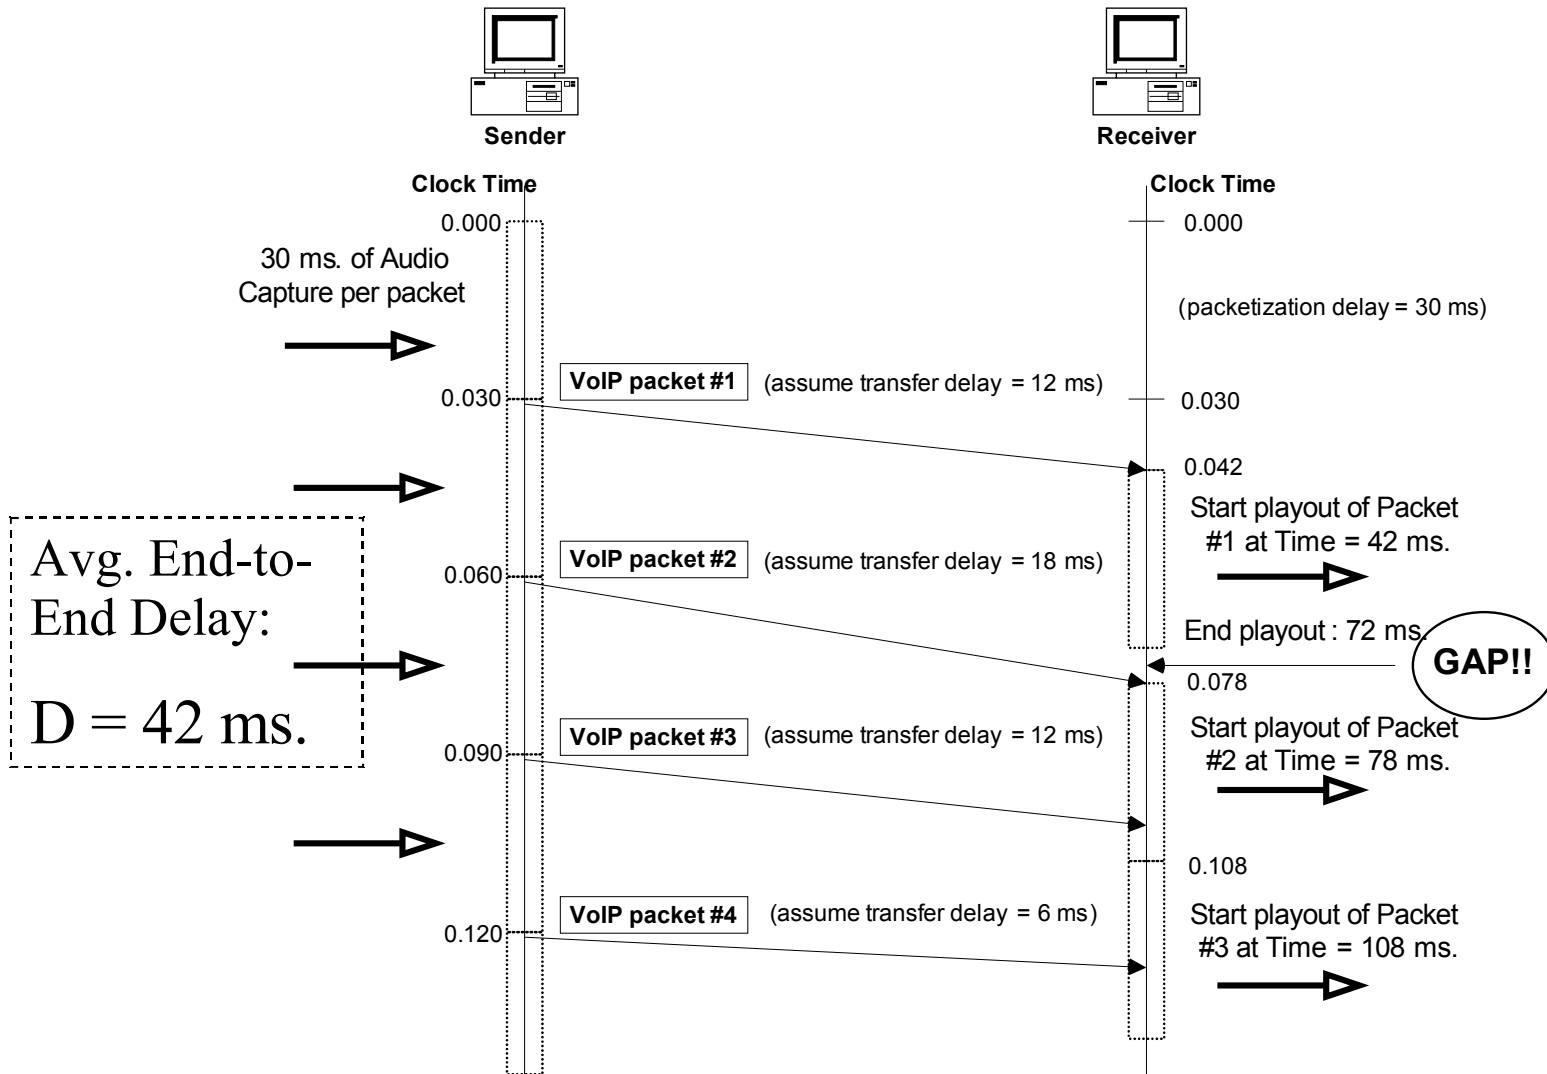 Sender
Receiver
Clock Time
Clock Time
0.000
0.000
30 ms. of Audio
Capture per packet
(packetization delay = 30 ms)
VoIP packet #1
(assume transfer delay = 12 ms)
0.030
0.030
0.042
Start playout of Packet
#1 at Time = 42 ms.
Avg. End-to-
End Delay:
D = 42 ms.
VoIP packet #2
(assume transfer delay = 18 ms)
0.060
End playout : 72 ms.
GAP!!
0.078
Start playout of Packet
#2 at Time = 78 ms.
VoIP packet #3
(assume transfer delay = 12 ms)
0.090
0.108
VoIP packet #4
(assume transfer delay = 6 ms)
0.120
Start playout of Packet
#3 at Time = 108 ms.